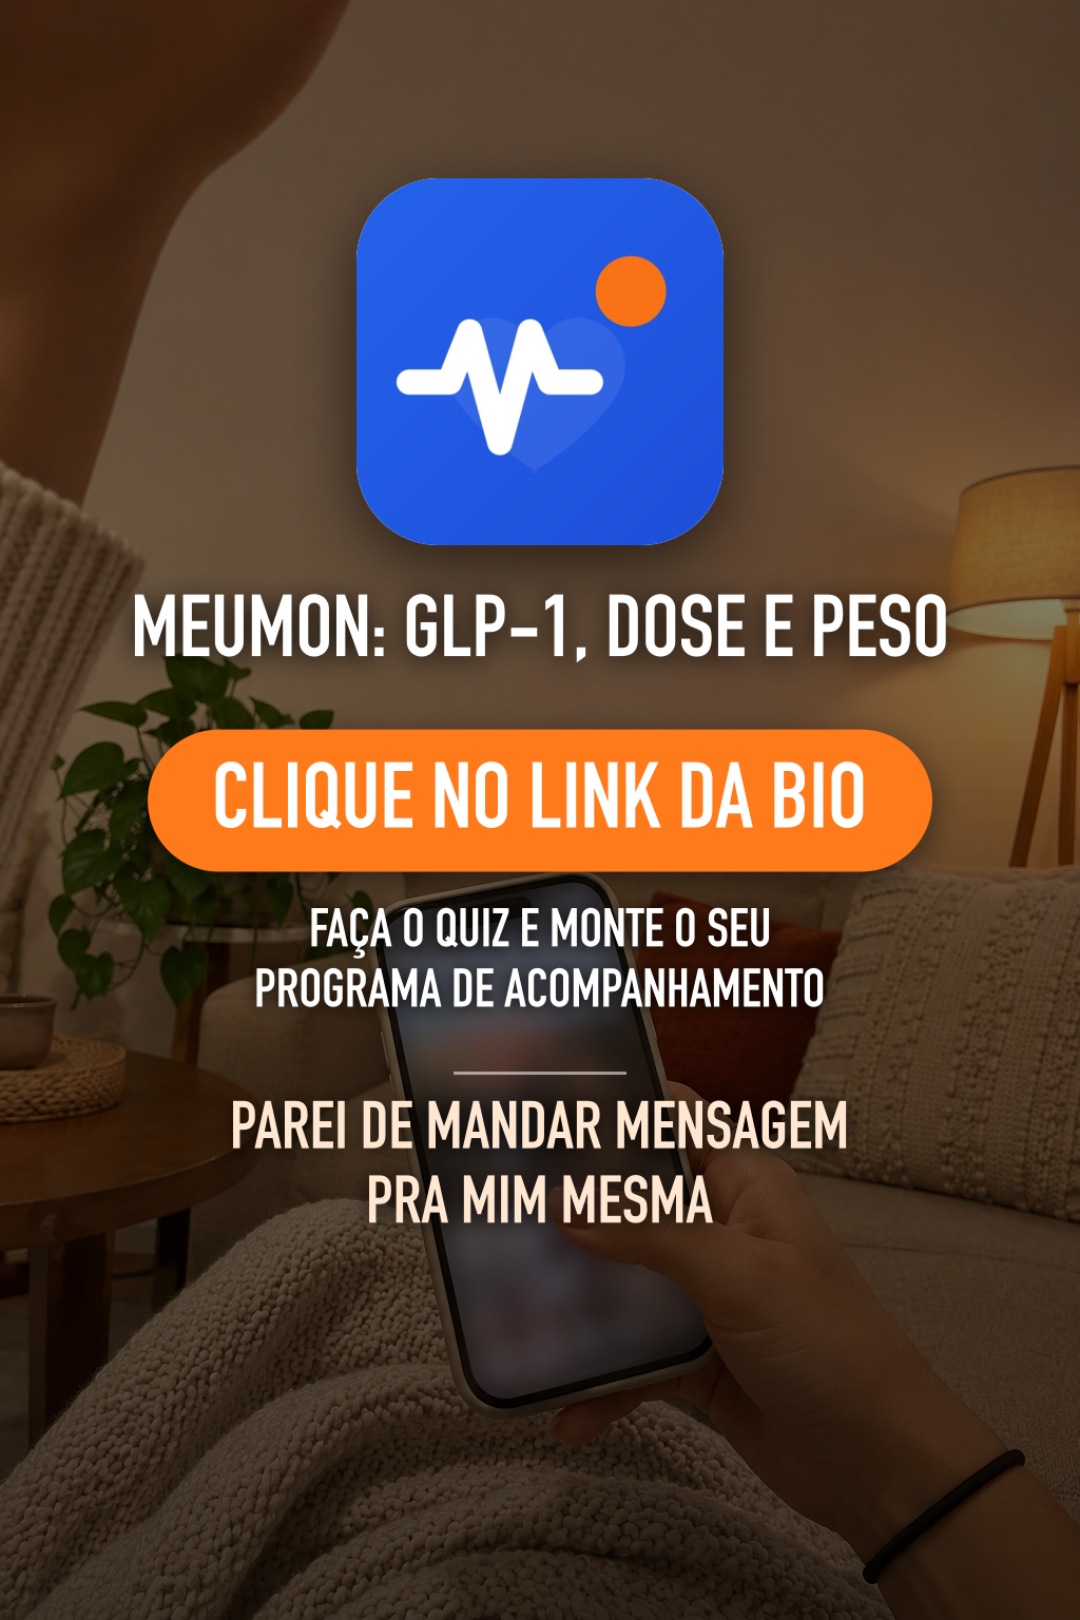 MEUMON: GLP-1, DOSE E PESO
CLIQUE NO LINK DA BIO
FAÇA O QUIZ E MONTE O SEU
PROGRAMA DE ACOMPANHAMENTO
PAREI DE MANDAR MENSAGEM
PRA MIM MESMA